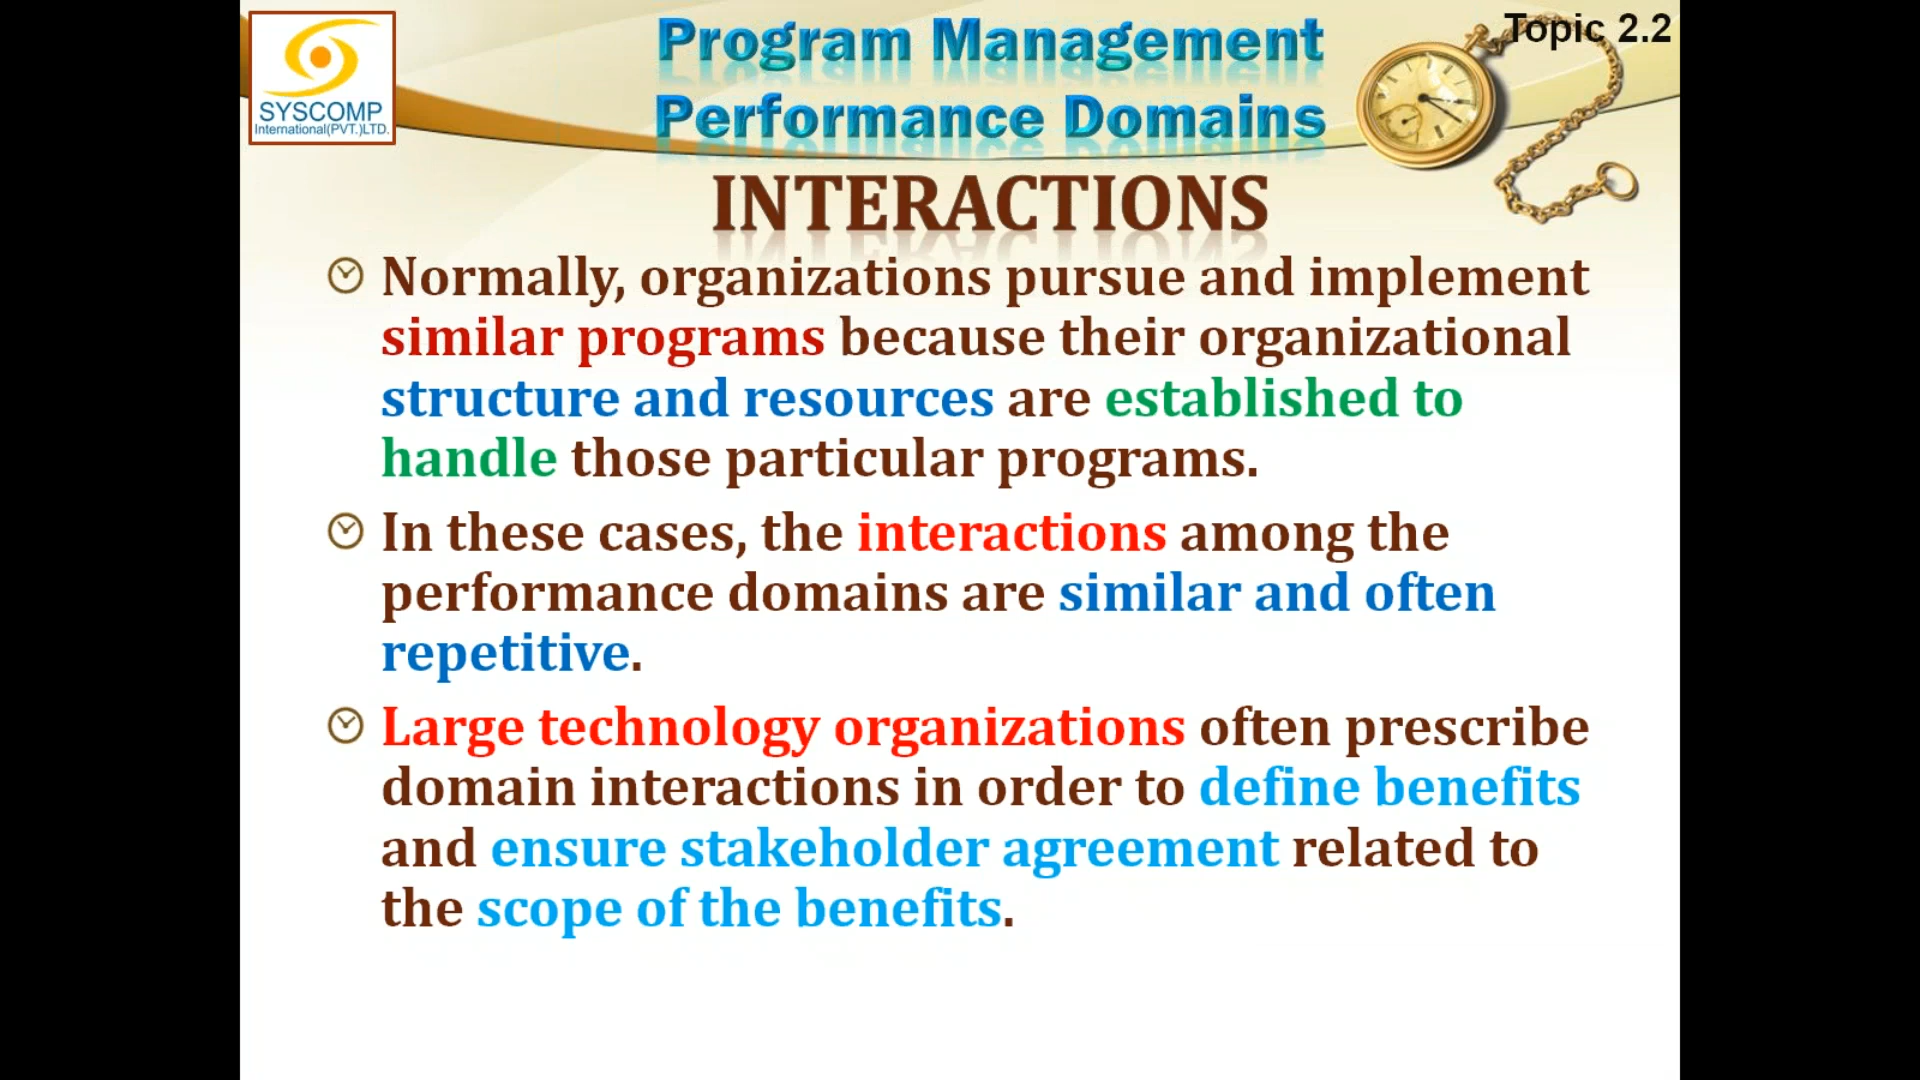 SYSCOMP
International(PVT.)LTD.
Program Management
Performance Domains
Topic 2.2
INTERACTIONS
Normally, organizations pursue and implement
similar programs because their organizational
structure and resources are established to
handle those particular programs.
In these cases, the interactions among the
performance domains are similar and often
repetitive.
Large technology organizations often prescribe
domain interactions in order to define benefits
and ensure stakeholder agreement related to
the scope of the benefits.